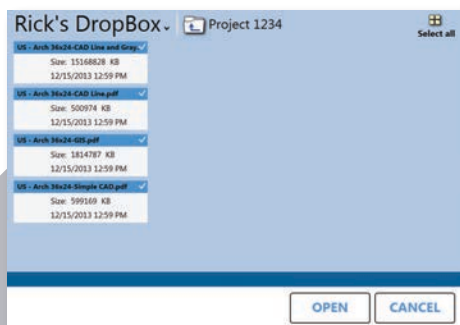 Rick's DropBox
Project 1234
Select all
US - Arch 36x24-CAD Line and Gray.
Size: 15168828 KB
12/15/2013 12:59 PM
US - Arch 36x24-CAD Line.pdf
Size: 500974 KB
12/15/2013 12:59 PM
US - Arch 36x24-GIS.pdf
Size: 1814787 KB
12/15/2013 12:59 PM
US - Arch 36x24-Simple CAD.pdf
Size: 599169 KB
12/15/2013 12:59 PM
OPEN
CANCEL